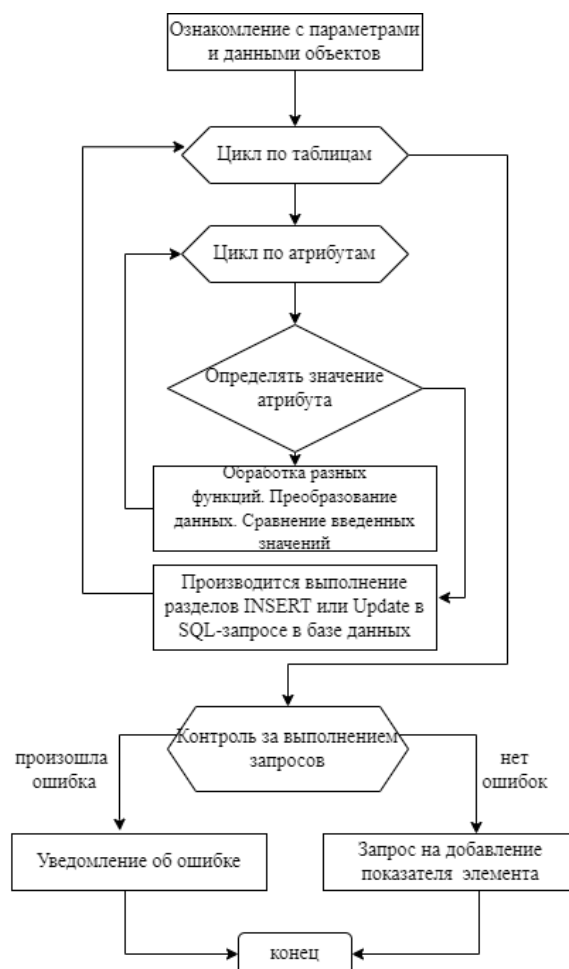 Ознакомление с параметрами
и данными объектов
Цикл по таблицам
Цикл по атрибутам
Определять значение
атрибута
Обработка разных
функций. Преобразование
данных. Сравнение введенных
значений
Производится выполнение
разделов INSERT или Update в
SQL-запросе в базе данных
Контроль за выполнением
запросов
произошла
ошибка
нет
ошибок
Уведомление об ошибке
Запрос на добавление
показателя элемента
конец